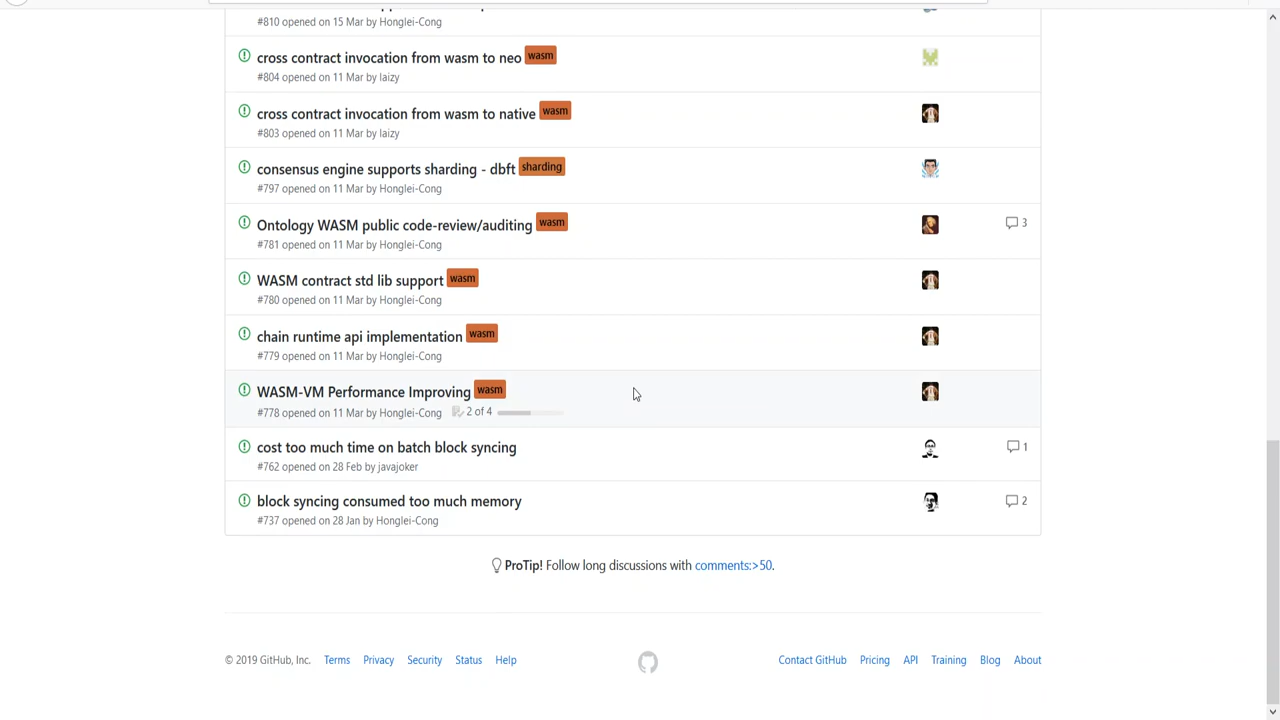 #810 opened on 15 Mar by Honglei-Cong
cross contract invocation from wasm to neo wasm
#804 opened on 11 Mar by laizy
cross contract invocation from wasm to native wasm
#803 opened on 11 Mar by laizy
consensus engine supports sharding - dbft sharding
#797 opened on 11 Mar by Honglei-Cong
Ontology WASM public code-review/auditing wasm 3
#781 opened on 11 Mar by Honglei-Cong
WASM contract std lib support wasm
#780 opened on 11 Mar by Honglei-Cong
chain runtime api implementation wasm
#779 opened on 11 Mar by Honglei-Cong
WASM-VM Performance Improving wasm
#778 opened on 11 Mar by Honglei-Cong 2 of 4
cost too much time on batch block syncing 1
#762 opened on 28 Feb by javajoker
block syncing consumed too much memory 2
#737 opened on 28 Jan by Honglei-Cong
ProTip! Follow long discussions with comments:>50.
© 2019 GitHub, Inc. Terms Privacy Security Status Help Contact GitHub Pricing API Training Blog About